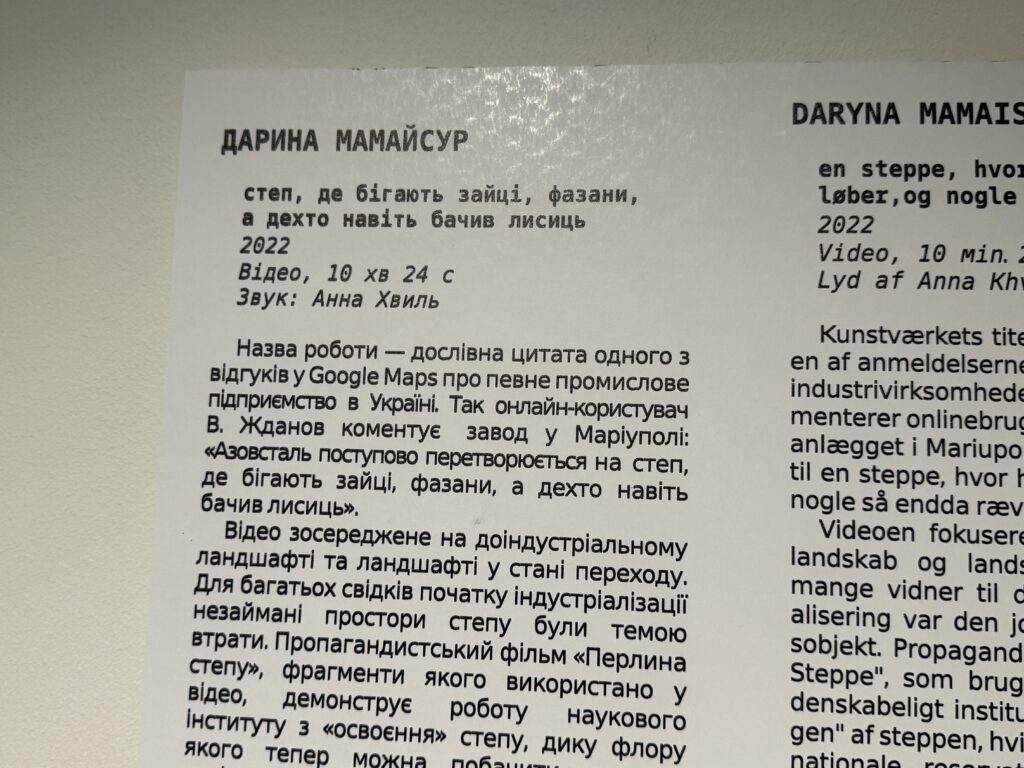 ДАРИНА МАМАЙСУР
степ, де бігають зайці, фазани,
а дехто навіть бачив лисиць
2022
Відео, 10 хв 24 с
Звук: Анна Хвиль
Назва роботи — дослівна цитата одного з
відгуків у Google Maps про певне промислове
підприємство в Україні. Так онлайн-користувач
В. Жданов коментує завод у Маріуполі:
«Азовсталь поступово перетворюється на степ,
де бігають зайці, фазани, а дехто навіть
бачив лисиць».
Відео зосереджене на доіндустріальному
ландшафті та ландшафті у стані переходу.
Для багатьох свідків початку індустріалізації
незаймані простори степу були темою
втрати. Пропагандистський фільм «Перлина
степу», фрагменти якого використано у
відео, демонструє роботу наукового
інституту з «освоєння» степу, дику флору
якого тепер можна побачити
DARYNA MAMAIS
en steppe, hvor
løber,og nogle
2022
Video, 10 min. 2
Lyd af Anna Khv
Kunstværkets tite
en af anmeldelserne
industrivirksomhede
menterer onlinebrug
anlægget i Mariupo
til en steppe, hvor h
nogle så endda ræv
Videoen fokusere
landskab og lands
mange vidner til d
alisering var den jo
sobjekt. Propagand
Steppe", som brug
denskabeligt institu
gen" af steppen, hvi
nationale reservat